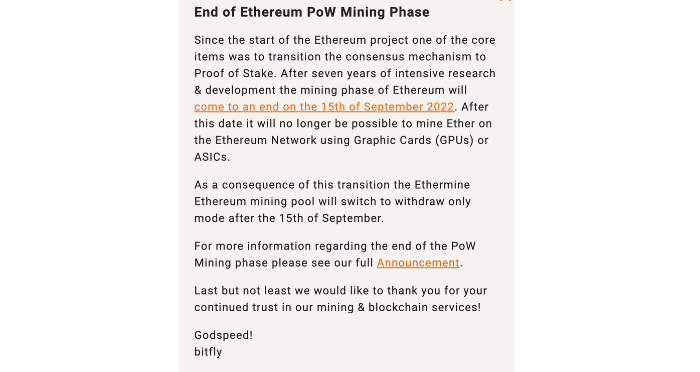 End of Ethereum PoW Mining Phase
Since the start of the Ethereum project one of the core
items was to transition the consensus mechanism to
Proof of Stake. After seven years of intensive research
& development the mining phase of Ethereum will
come to an end on the 15th of September 2022. After
this date it will no longer be possible to mine Ether on
the Ethereum Network using Graphic Cards (GPUs) or
ASICs.
As a consequence of this transition the Ethermine
Ethereum mining pool will switch to withdraw only
mode after the 15th of September.
For more information regarding the end of the PoW
Mining phase please see our full Announcement.
Last but not least we would like to thank you for your
continued trust in our mining & blockchain services!
Godspeed!
bitfly